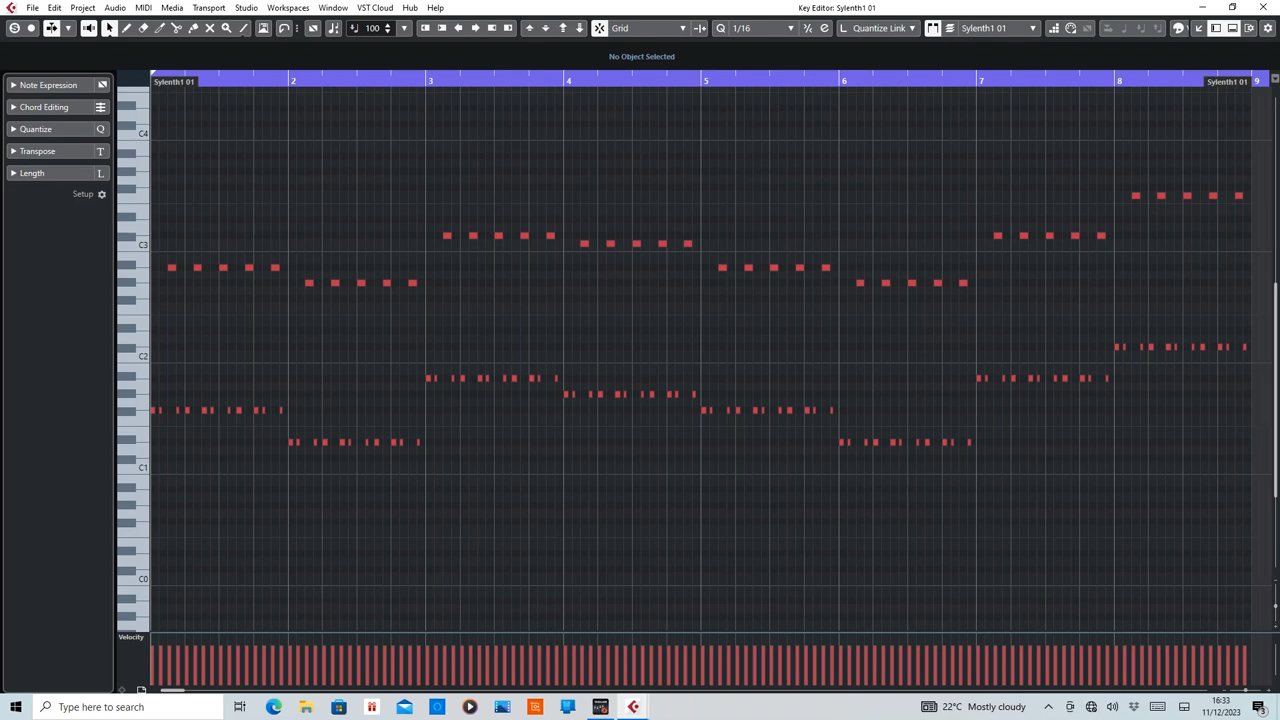 Key Editor: Sylenth1 01
File Edit Project Audio MIDI Media Transport Studio Workspaces Window VST Cloud Hub Help
S 100 Grid Q 1/16 L Quantize Link Sylenth1 01
No Object Selected
Note Expression
Chord Editing
Quantize Q
Transpose T
Length L
Setup
Sylenth1 01 2 3 4 5 6 7 8 Sylenth1 01 9
C4
C3
C2
C1
C0
Velocity
Type here to search
22°C Mostly cloudy
16:33
11/12/2023
3